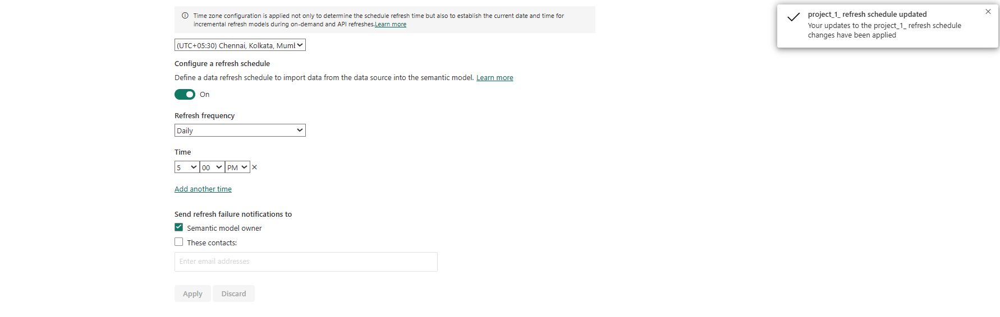 Time zone configuration is applied not only to determine the schedule refresh time but also to establish the current date and time for
incremental refresh models during on-demand and API refreshes.Learn more
(UTC+05:30) Chennai, Kolkata, Mumb
Configure a refresh schedule
Define a data refresh schedule to import data from the data source into the semantic model. Learn more
On
Refresh frequency
Daily
Time
5 00 PM
Add another time
Send refresh failure notifications to
Semantic model owner
These contacts:
Enter email addresses
Apply Discard
project_1_ refresh schedule updated
Your updates to the project_1_ refresh schedule
changes have been applied